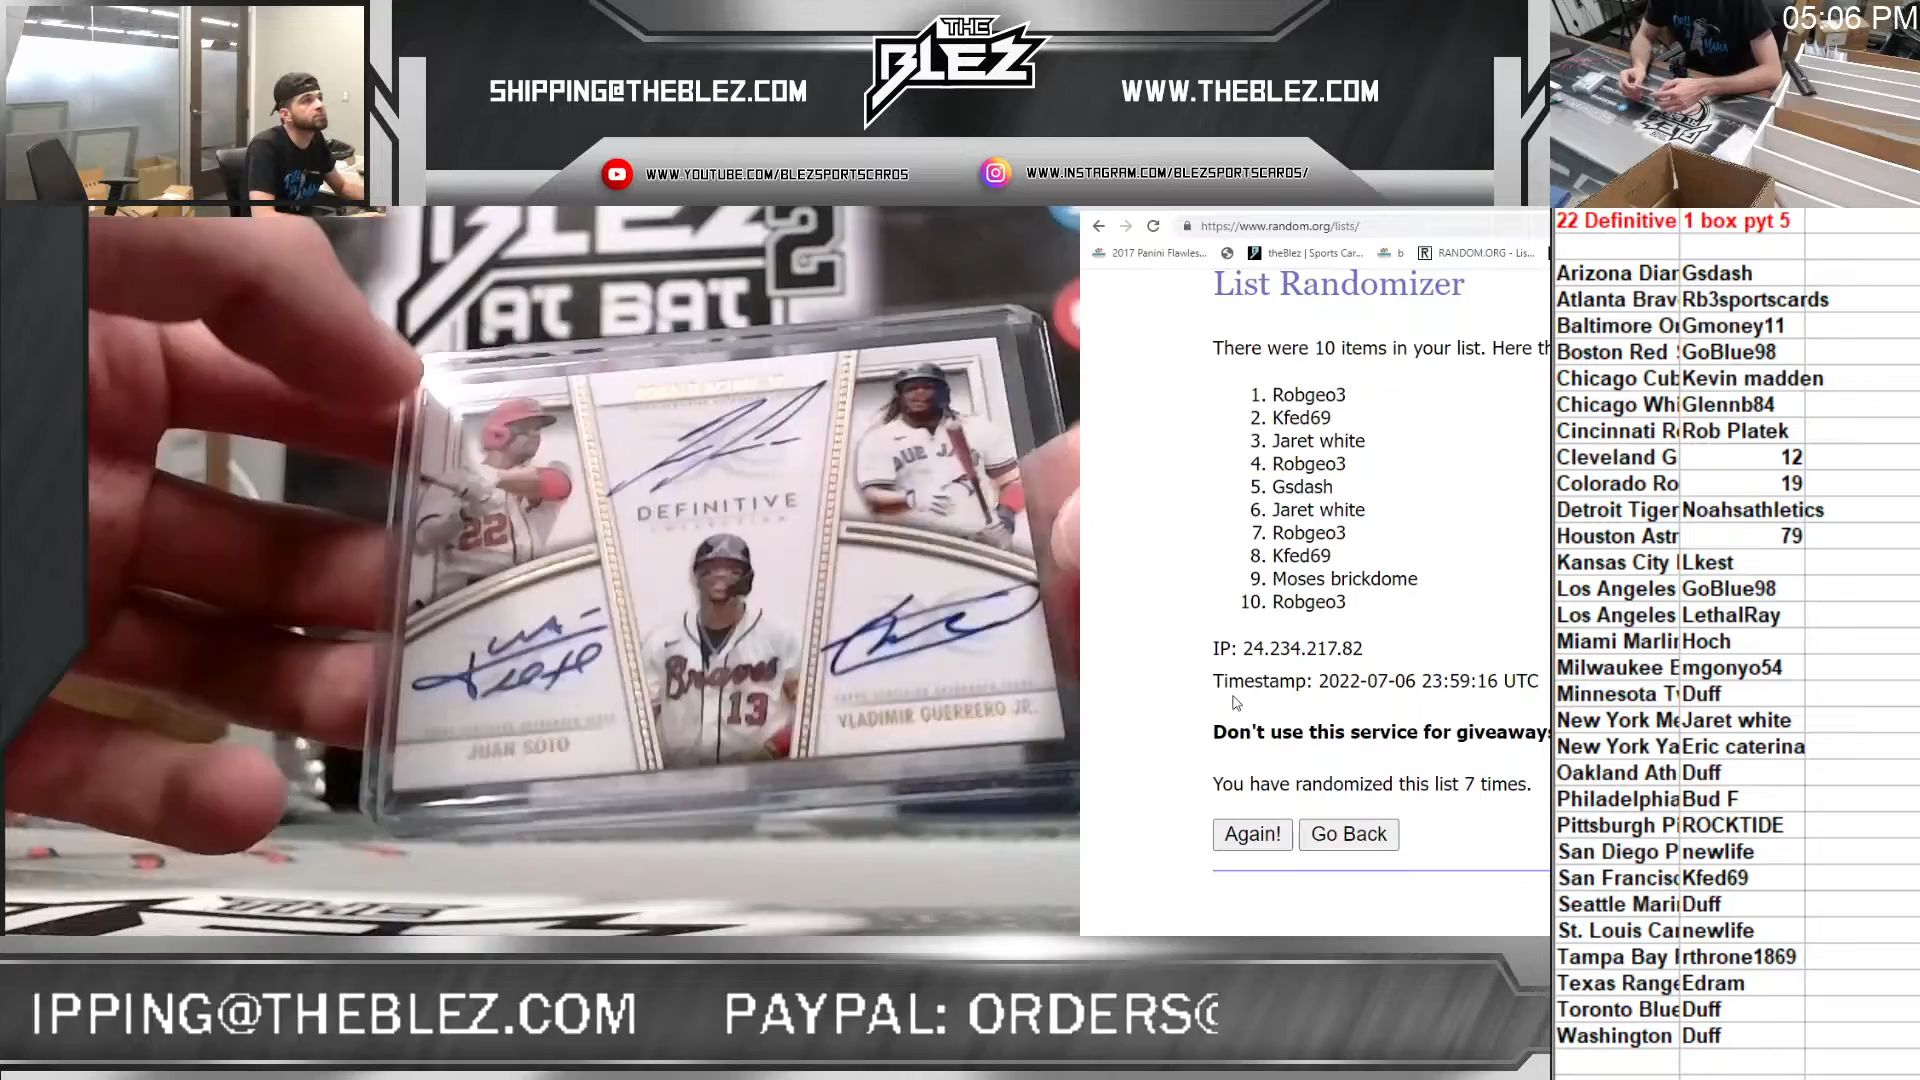 THE
BLEZ
SHIPPING@THEBLEZ.COM
WWW.THEBLEZ.COM
WWW.YOUTUBE.COM/BLEZSPORTSCARDS
WWW.INSTAGRAM.COM/BLEZSPORTSCARDS/
05:06 PM
2
AT BAT
DEFINITIVE
22
13
Braves
JUAN SOTO
VLADIMIR GUERRERO JR.
https://www.random.org/lists/
2017 Panini Flawles...
theBlez | Sports Car...
b
RANDOM.ORG - Lis...
List Randomizer
There were 10 items in your list. Here th
1. Robgeo3
2. Kfed69
3. Jaret white
4. Robgeo3
5. Gsdash
6. Jaret white
7. Robgeo3
8. Kfed69
9. Moses brickdome
10. Robgeo3
IP: 24.234.217.82
Timestamp: 2022-07-06 23:59:16 UTC
Don't use this service for giveaways
You have randomized this list 7 times.
Again! Go Back
22 Definitive 1 box pyt 5
Arizona Diar Gsdash
Atlanta Brav Rb3sportscards
Baltimore Or Gmoney11
Boston Red GoBlue98
Chicago Cub Kevin madden
Chicago Whi Glennb84
Cincinnati Re Rob Platek
Cleveland G 12
Colorado Ro 19
Detroit Tiger Noahsathletics
Houston Astr 79
Kansas City Lkest
Los Angeles GoBlue98
Los Angeles LethalRay
Miami Marlin Hoch
Milwaukee B mgonyo54
Minnesota Tw Duff
New York Me Jaret white
New York Ya Eric caterina
Oakland Ath Duff
Philadelphia Bud F
Pittsburgh Pi ROCKTIDE
San Diego P newlife
San Francisc Kfed69
Seattle Mari Duff
St. Louis Car newlife
Tampa Bay rthrone1869
Texas Range Edram
Toronto Blue Duff
Washington Duff
IPPING@THEBLEZ.COM PAYPAL: ORDERS@